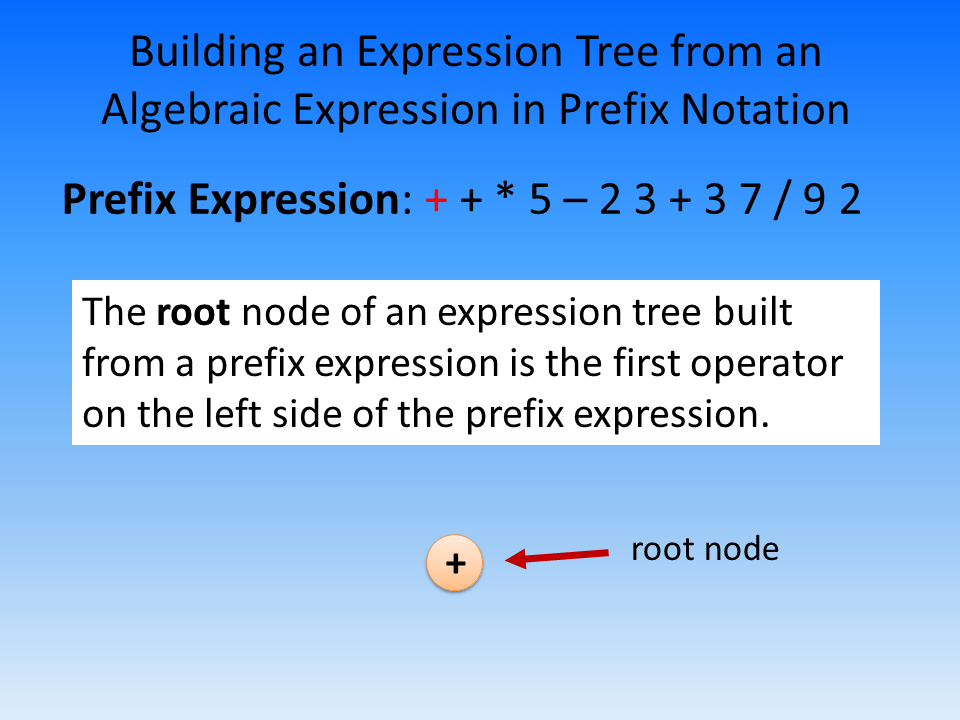 Building an Expression Tree from an
Algebraic Expression in Prefix Notation
Prefix Expression: + + * 5 – 2 3 + 3 7 / 9 2
The root node of an expression tree built
from a prefix expression is the first operator
on the left side of the prefix expression.
+
root node